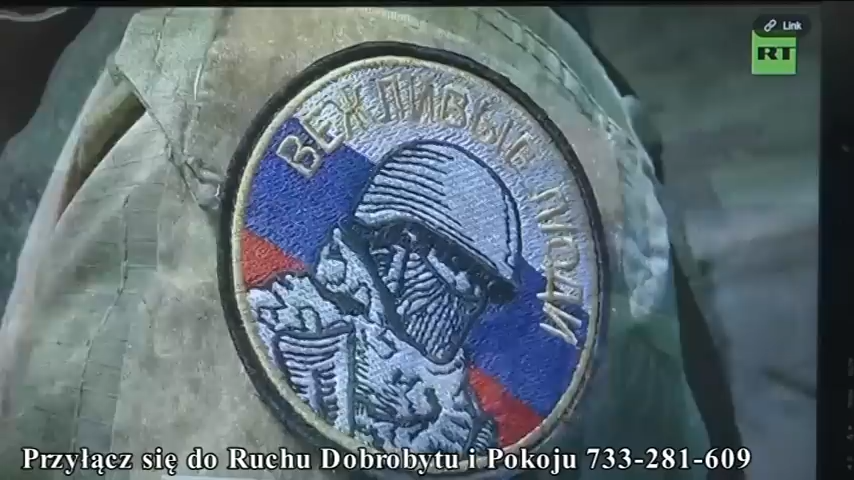 Link
RT
ВЕЖЛИВЫЕ ЛЮДИ
Przyłącz się do Ruchu Dobrobytu i Pokoju 733-281-609